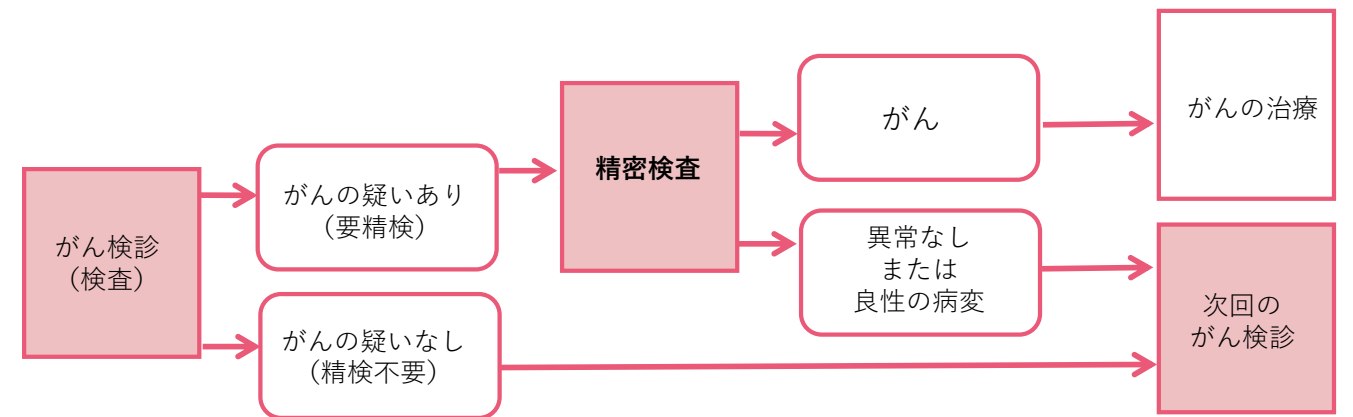 がん検診
（検査）
がんの疑いあり
（要精検）
がんの疑いなし
（精検不要）
精密検査
がん
異常なし
または
良性の病変
がんの治療
次回の
がん検診